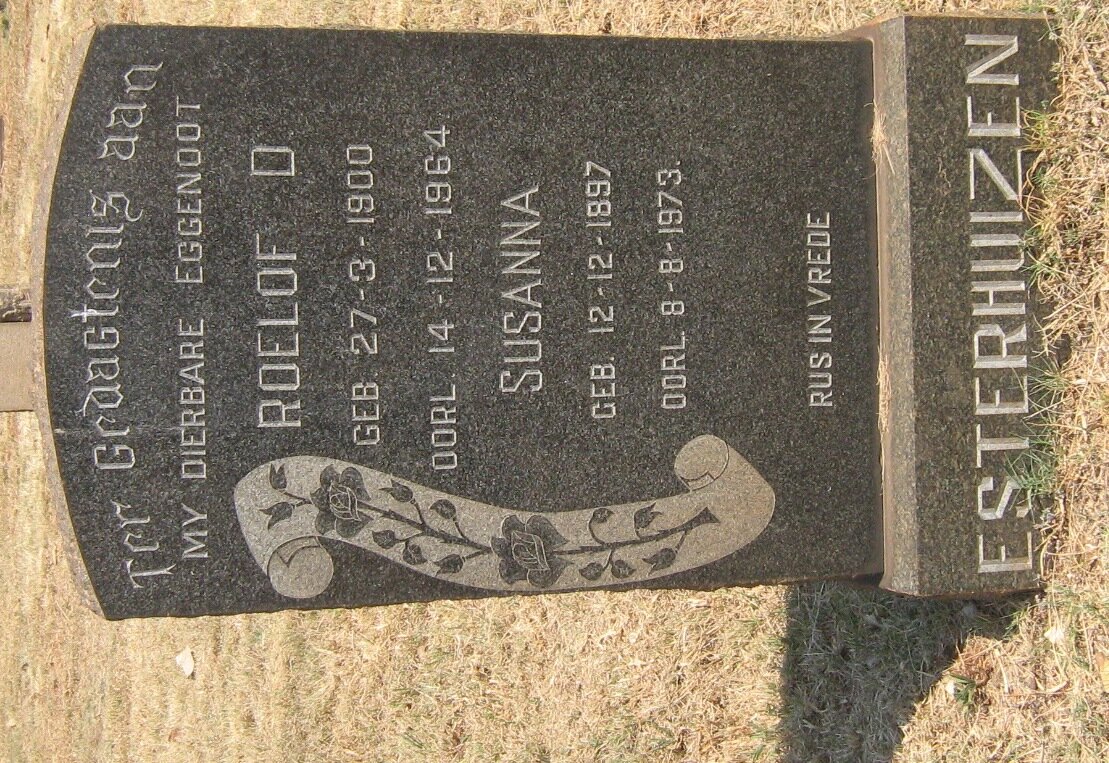 Ter Gedagtenis aan
MY DIERBARE EGGENOOT
ROELOF D
GEB. 27-3-1900
OORL. 14-12-1964
SUSANNA
GEB. 12-12-1897
OORL. 8-8-1973.
RUS IN VREDE
ESTERHUIZEN